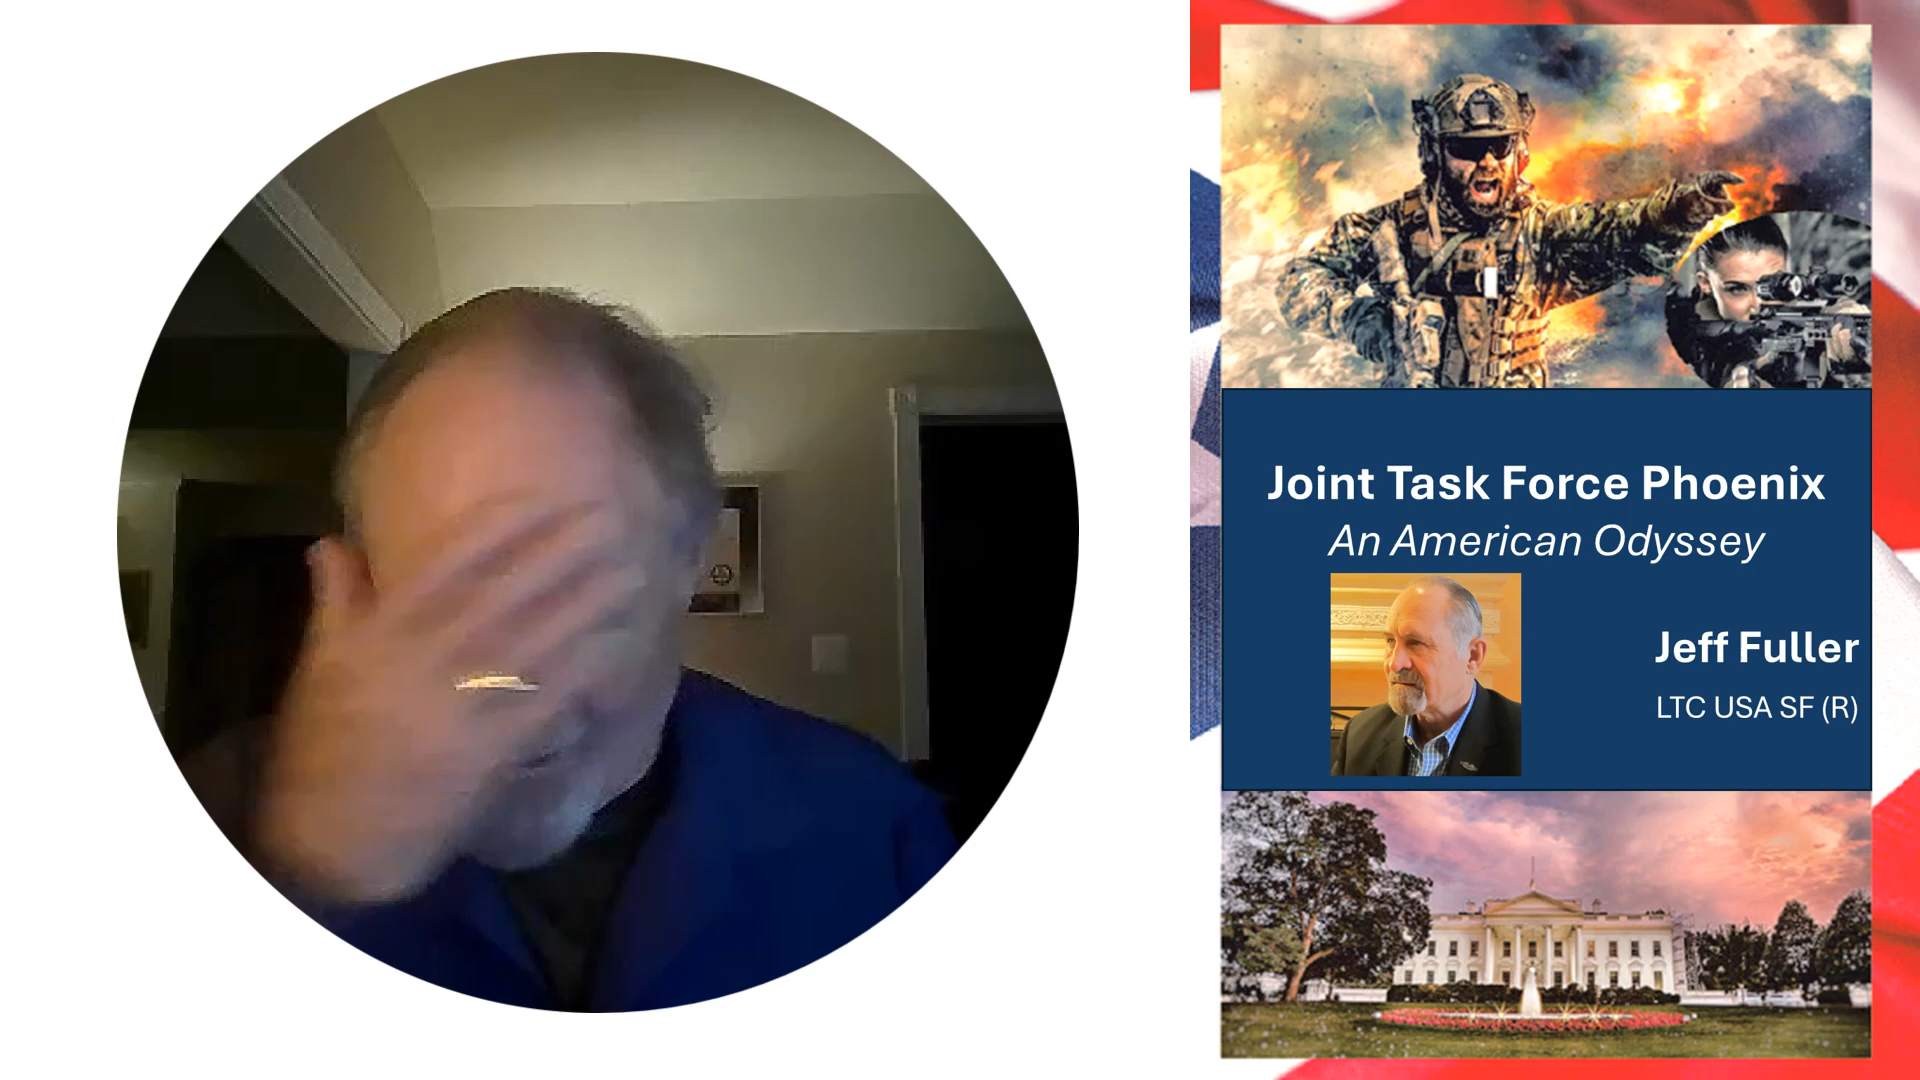 Joint Task Force Phoenix
An American Odyssey
Jeff Fuller
LTC USA SF (R)